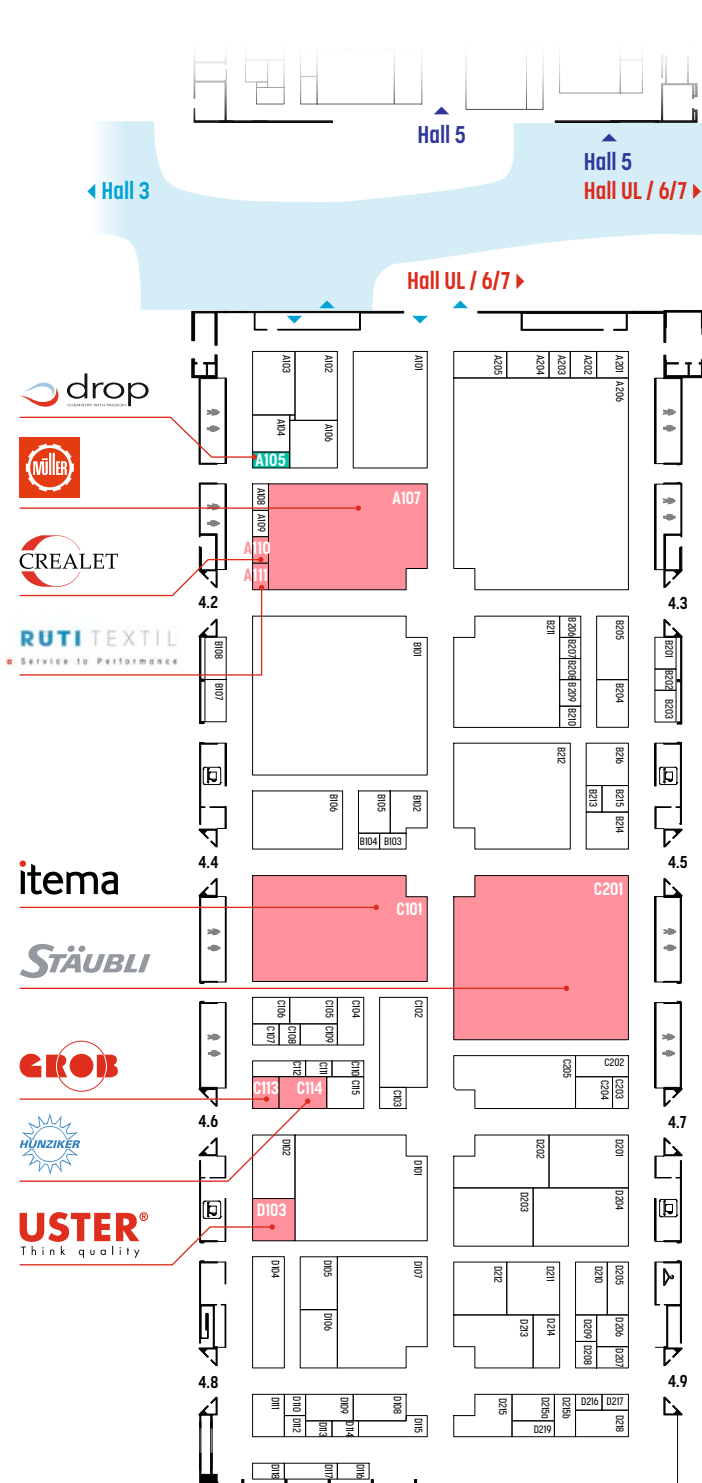 Hall 5
Hall 5
Hall 3
Hall UL / 6/7
Hall UL / 6/7
drop
CHEMISTRY WITH PASSION
MÜLLER
CREALET
RUTI TEXTIL
Service to Performance
itema
STÄUBLI
GROB
HUNZIKER
USTER®
Think quality
A103
A102
A101
A205
A204
A203
A202
A201
A206
A104
A106
A105
A108
A107
A109
A110
A111
4.2
4.3
B108
B107
B101
B211
B206
B207
B208
B209
B210
B205
B204
B201
B202
B203
B212
B216
B213
B215
B214
B106
B105
B102
B104
B103
4.4
4.5
C101
C201
C106
C105
C104
C102
C107
C108
C109
C112
C111
C110
C113
C114
C115
C103
C205
C202
C204
C203
4.6
4.7
D102
D101
D202
D201
D103
D203
D204
D104
D105
D107
D106
D212
D211
D210
D205
D213
D214
D209
D206
D208
D207
4.8
4.9
D111
D110
D109
D108
D112
D113
D114
D115
D215
D215a
D215b
D216
D217
D219
D218
D118
D117
D116